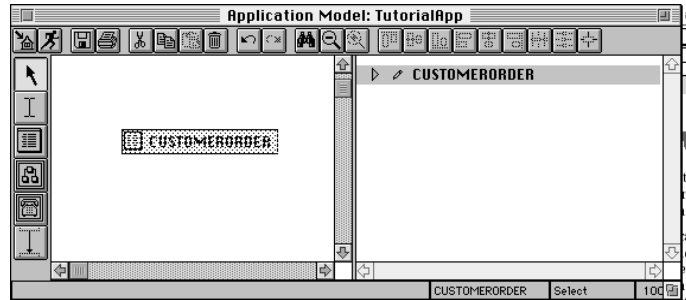 Application Model: TutorialApp
CUSTOMERORDER
CUSTOMERORDER
CUSTOMERORDER Select 100